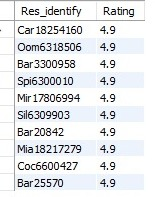 Res_identify Rating
Car18254160 4.9
Oom6318506 4.9
Bar3300958 4.9
Spi6300010 4.9
Mir17806994 4.9
Sil6309903 4.9
Bar20842 4.9
Mia18217279 4.9
Coc6600427 4.9
Bar25570 4.9